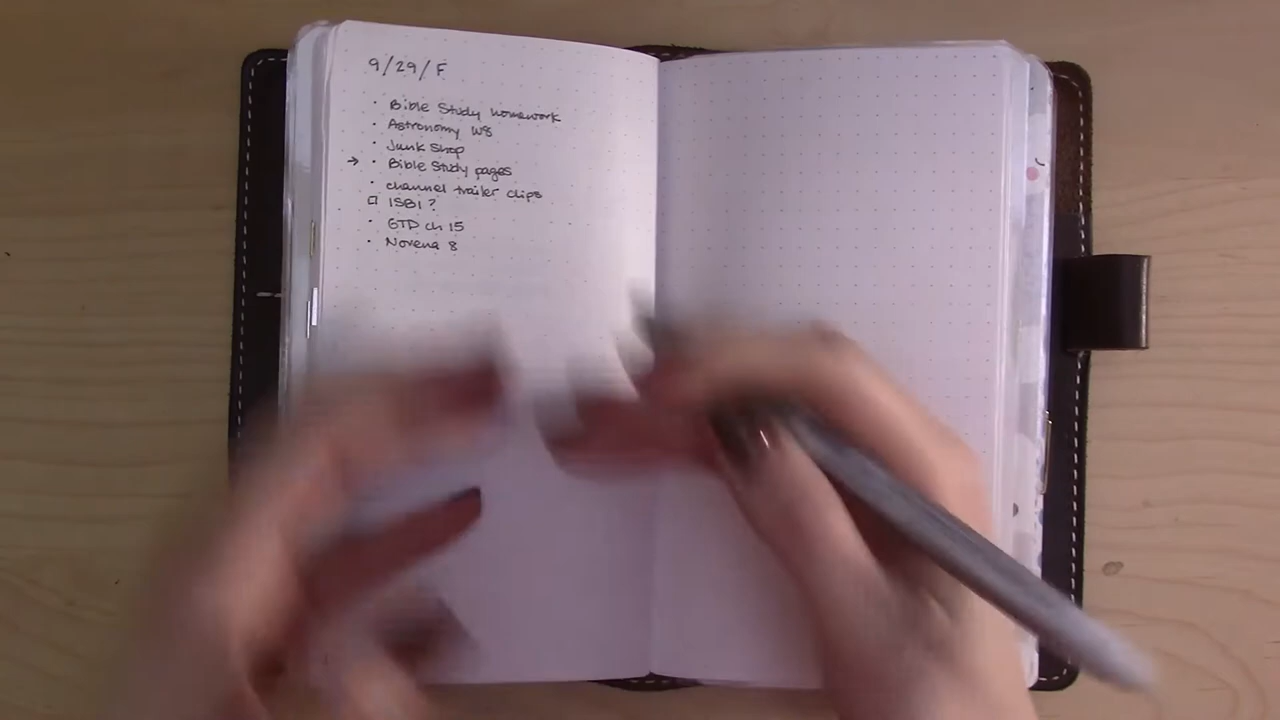 9/29/F
· Bible Study homework
· Astronomy W8
· Junk Shop
→ · Bible Study pages
· channel trailer clips
□ ISBI?
· GTD ch 15
· Novena 8